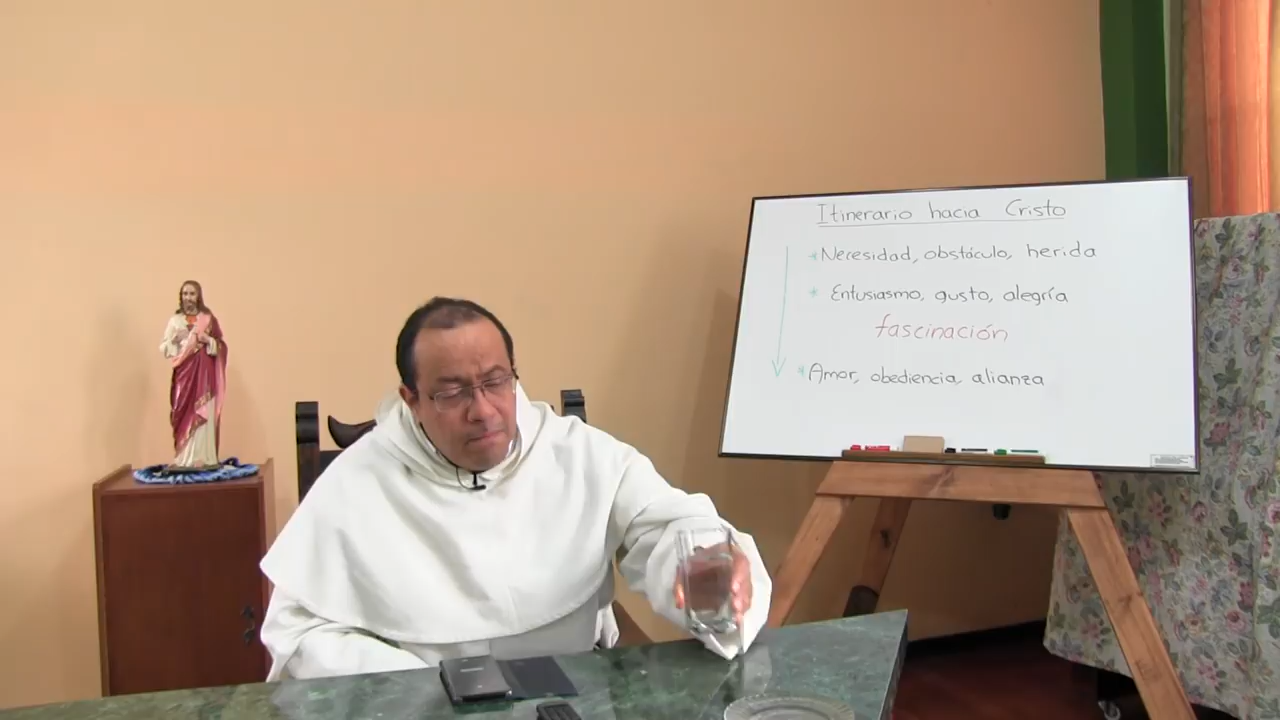 Itinerario hacia Cristo
* Necesidad, obstáculo, herida
* Entusiasmo, gusto, alegría
fascinación
* Amor, obediencia, alianza